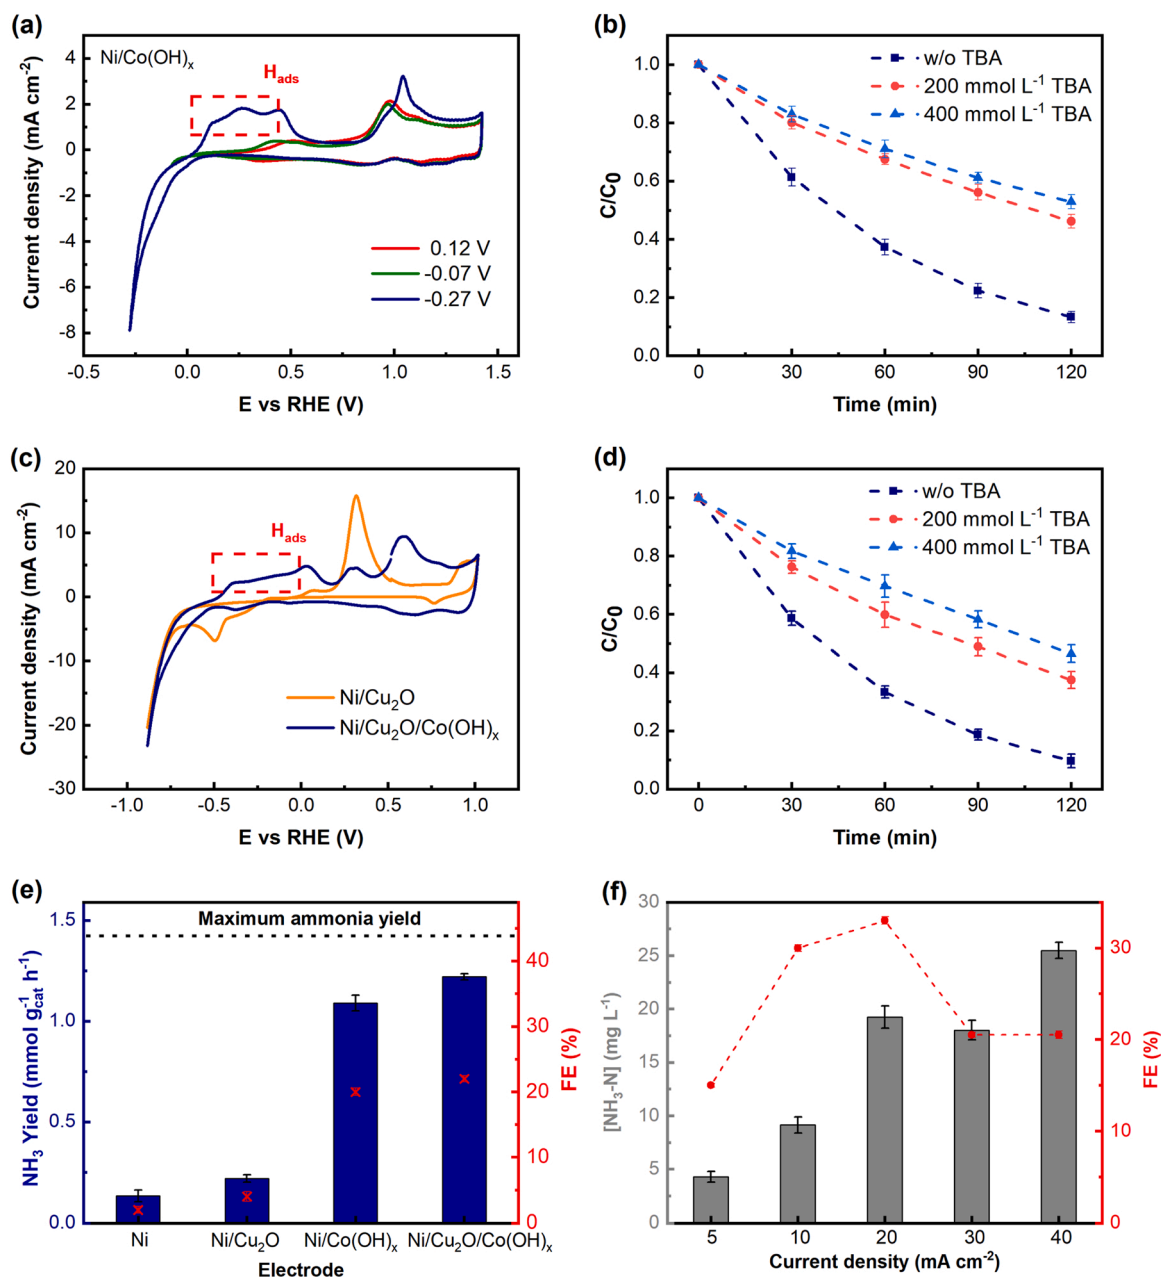 (a)
Ni/Co(OH)ₓ
Hads
4
2
0
-2
-4
-6
-8
Current density (mA cm⁻²)
0.12 V
-0.07 V
-0.27 V
-0.5
0.0
0.5
1.0
1.5
E vs RHE (V)
(b)
w/o TBA
200 mmol L⁻¹ TBA
400 mmol L⁻¹ TBA
1.0
0.8
0.6
0.4
0.2
0.0
C/C₀
0
30
60
90
120
Time (min)
(c)
Hads
20
10
0
-10
-20
-30
Current density (mA cm⁻²)
Ni/Cu₂O
Ni/Cu₂O/Co(OH)ₓ
-1.0
-0.5
0.0
0.5
1.0
E vs RHE (V)
(d)
w/o TBA
200 mmol L⁻¹ TBA
400 mmol L⁻¹ TBA
1.0
0.8
0.6
0.4
0.2
0.0
C/C₀
0
30
60
90
120
Time (min)
(e)
Maximum ammonia yield
1.5
1.0
0.5
0.0
NH₃ Yield (mmol g⁻¹cat h⁻¹)
40
30
20
10
0
FE (%)
Ni
Ni/Cu₂O
Ni/Co(OH)ₓ
Ni/Cu₂O/Co(OH)ₓ
Electrode
(f)
30
25
20
15
10
5
0
[NH₃-N] (mg L⁻¹)
30
20
10
0
FE (%)
5
10
20
30
40
Current density (mA cm⁻²)